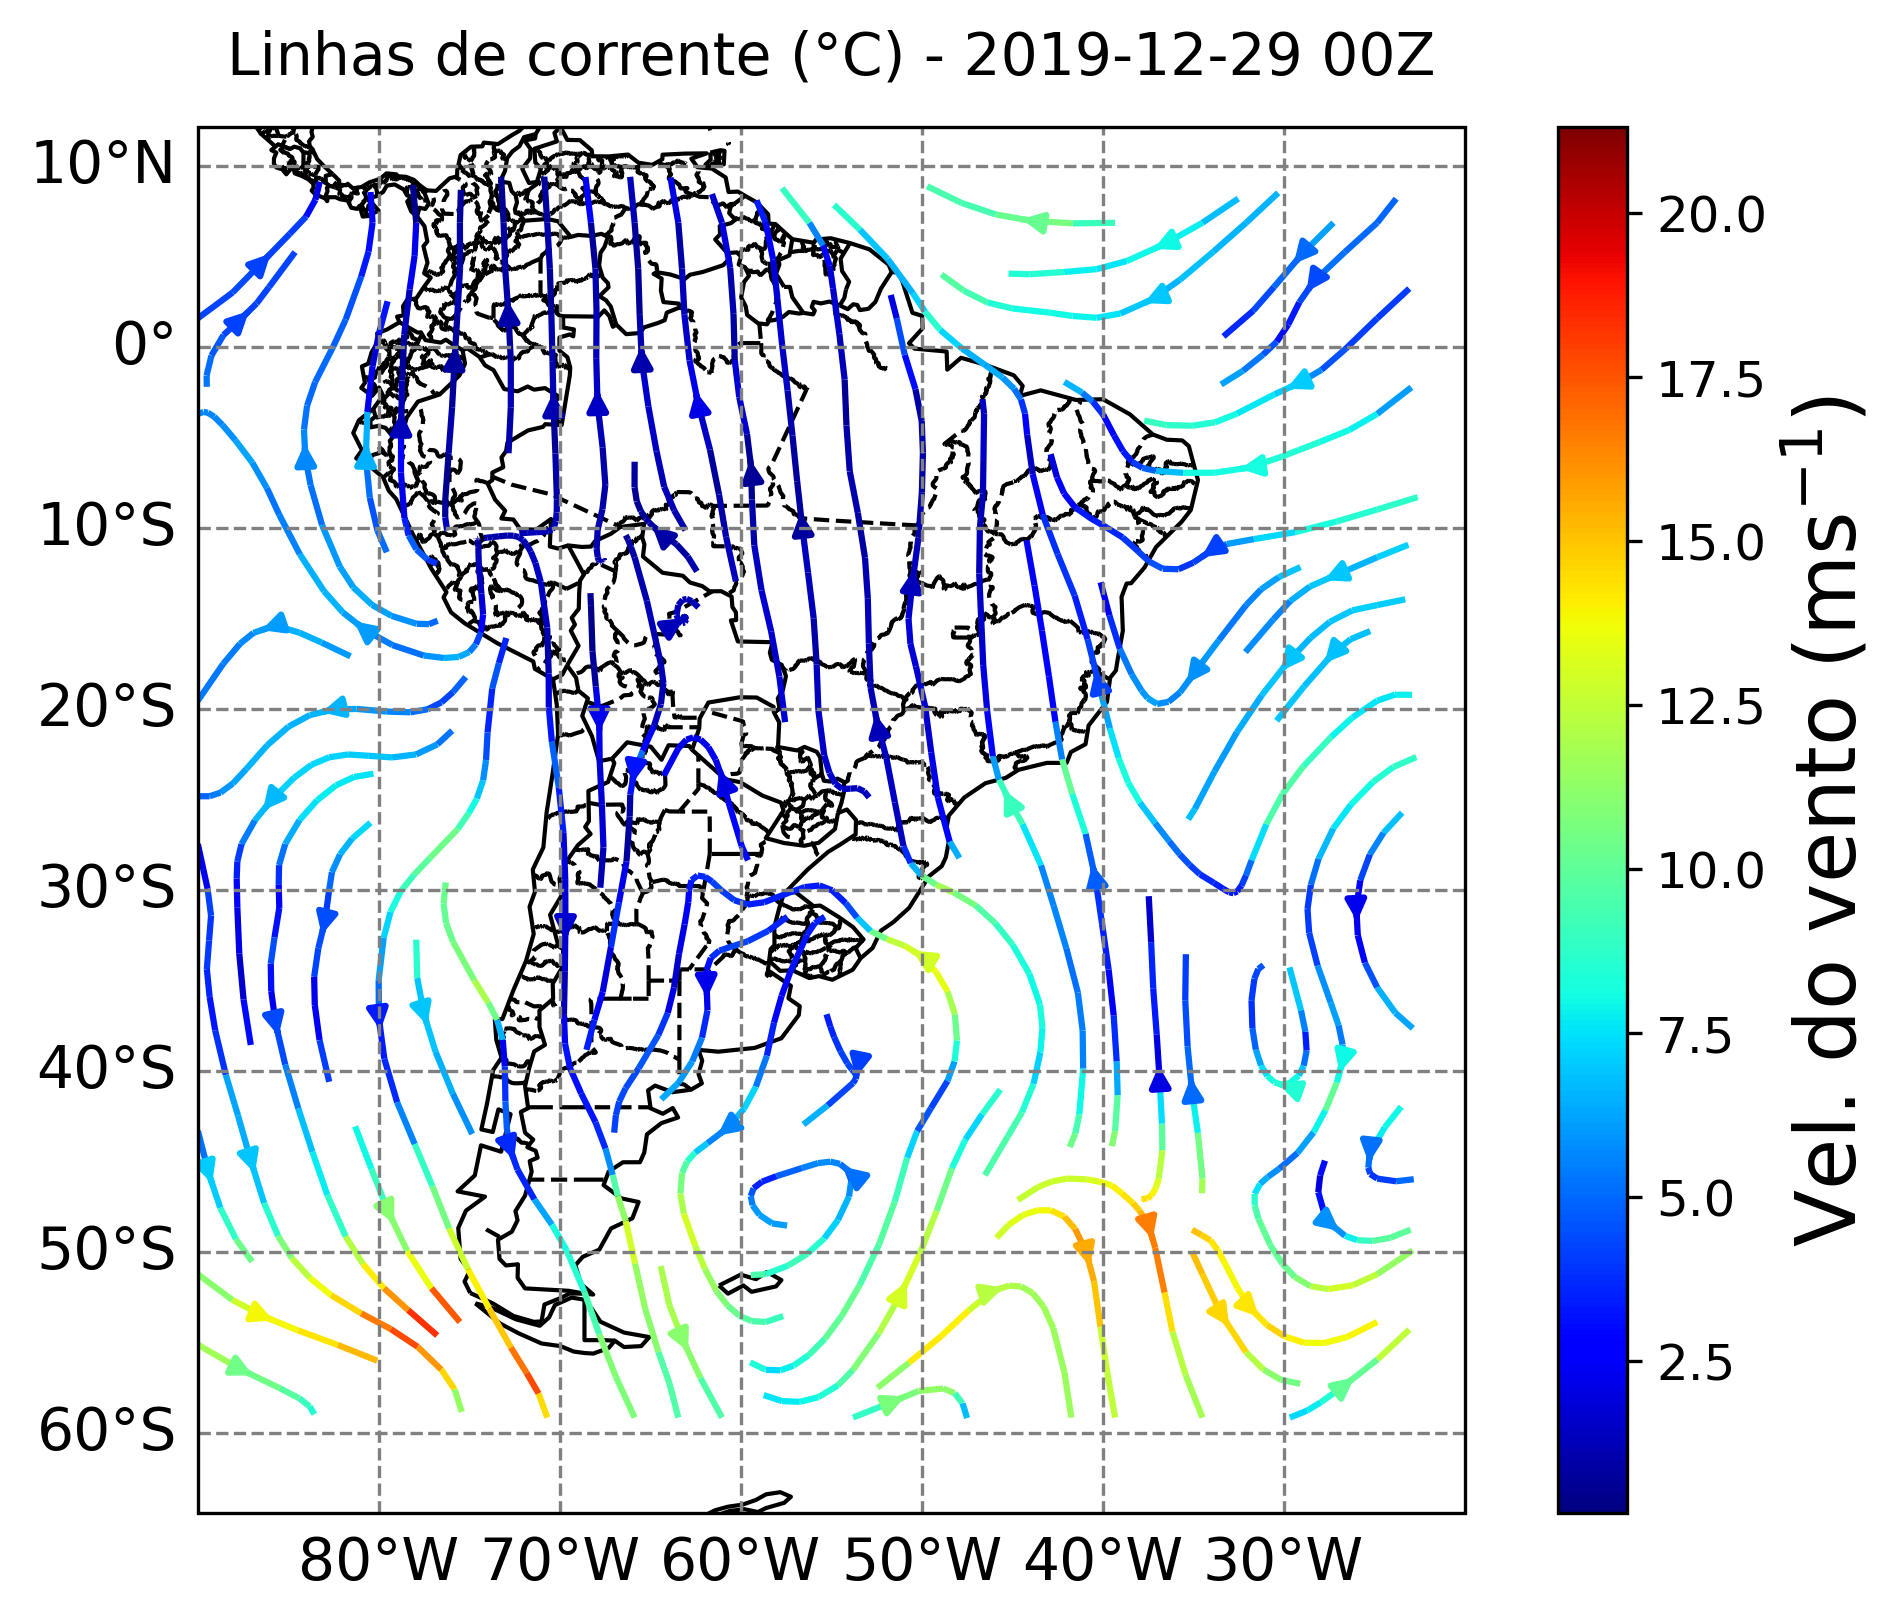 Linhas de corrente (°C) - 2019-12-29 00Z
10°N
0°
10°S
20°S
30°S
40°S
50°S
60°S
80°W 70°W 60°W 50°W 40°W 30°W
20.0
17.5
15.0
12.5
10.0
7.5
5.0
2.5
Vel. do vento (ms⁻¹)